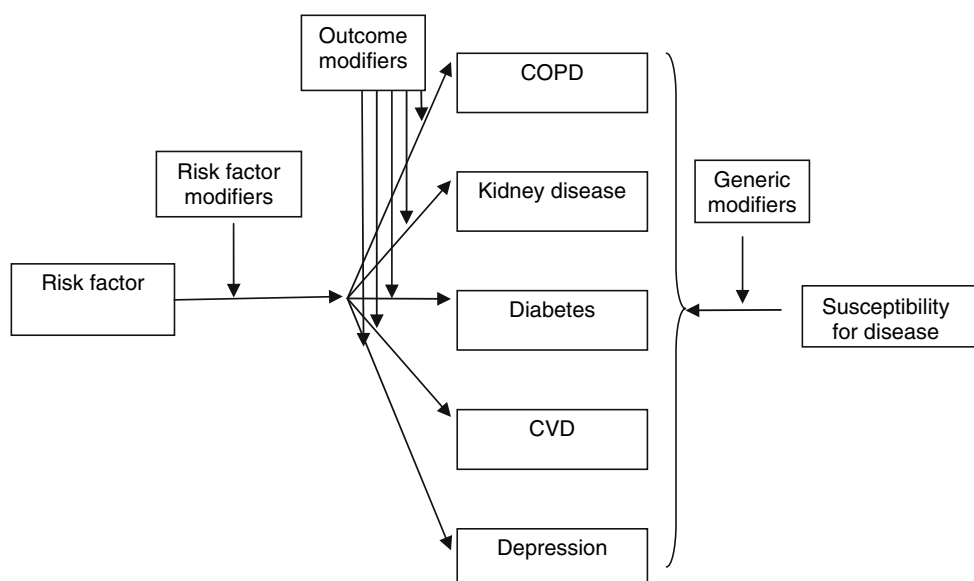 Outcome
modifiers
COPD
Risk factor
modifiers
Kidney disease
Generic
modifiers
Risk factor
Diabetes
Susceptibility
for disease
CVD
Depression